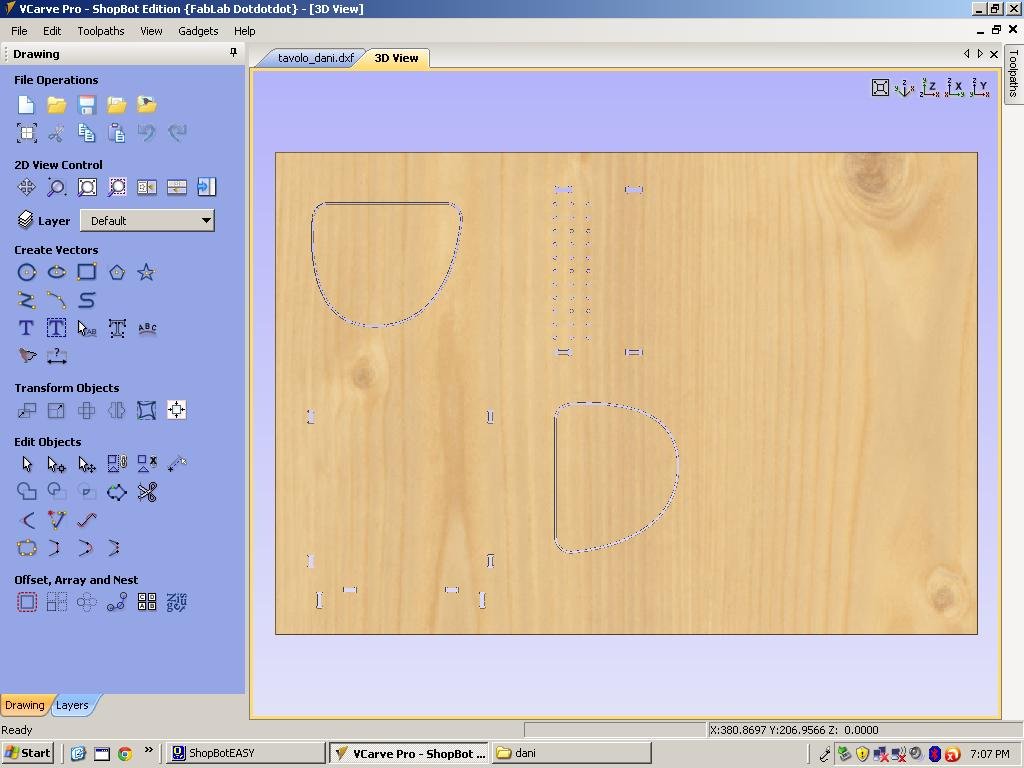 VCarve Pro - ShopBot Edition {FabLab Dotdotdot} - [3D View]
File Edit Toolpaths View Gadgets Help
Drawing
tavolo_dani.dxf
3D View
Toolpaths
File Operations
2D View Control
Layer
Default
Create Vectors
Transform Objects
Edit Objects
Offset, Array and Nest
Drawing
Layers
Ready
X:380.8697 Y:206.9566 Z: 0.0000
Start
ShopBotEASY
VCarve Pro - ShopBot ...
dani
7:07 PM